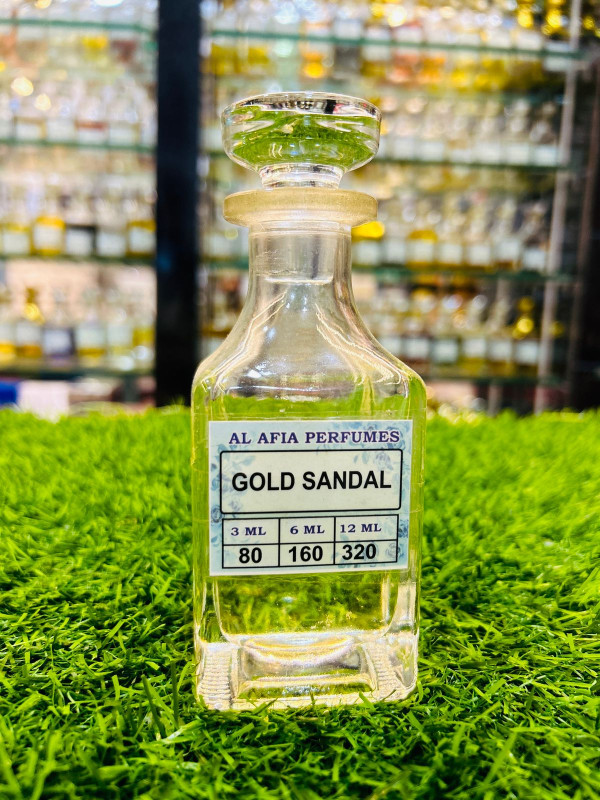 AL AFIA PERFUMES
GOLD SANDAL
3 ML 6 ML 12 ML
80 160 320